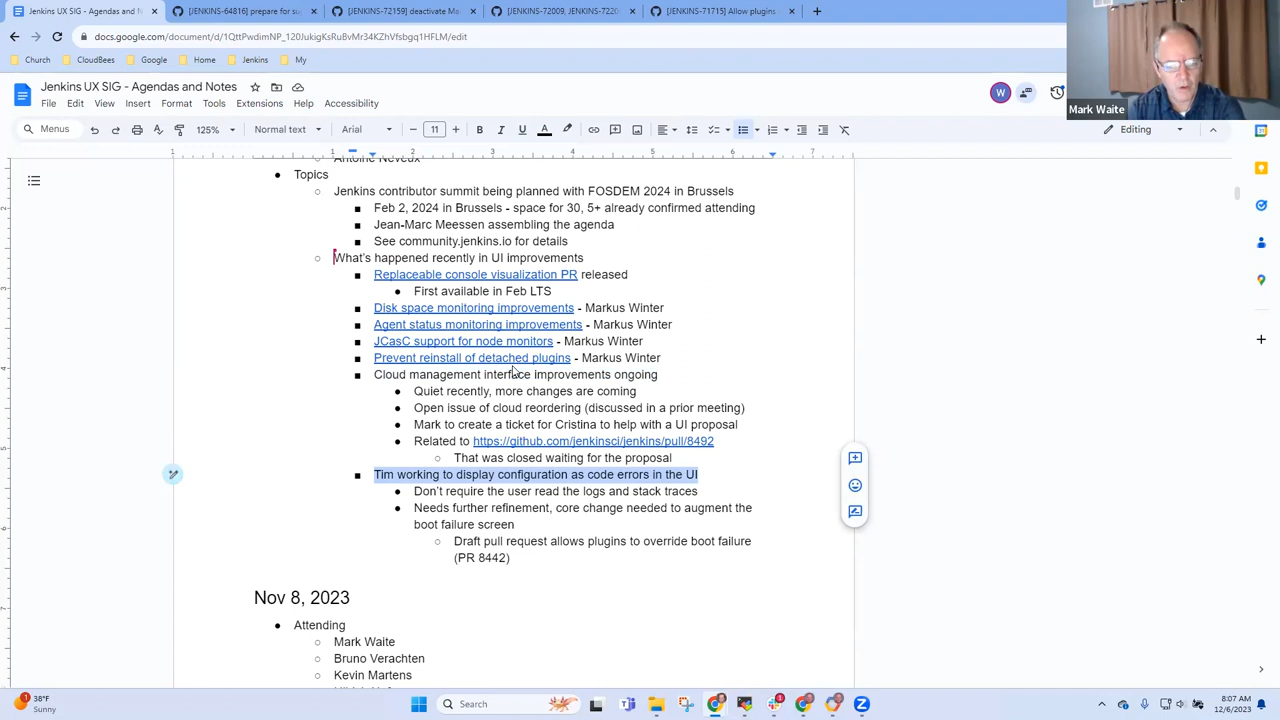 Jenkins UX SIG - Agendas and No
[JENKINS-64816] prepare for su
[JENKINS-72159] deactivate Ma
[JENKINS-72009, JENKINS-7220
[JENKINS-71715] Allow plugins
docs.google.com/document/d/1QttPwdimNP_120JukigKsRuBvMr34KZhVfsbgq1HFLM/edit
Church
CloudBees
Google
Home
Jenkins
My
Jenkins UX SIG - Agendas and Notes
File Edit View Insert Format Tools Extensions Help Accessibility
W
Mark Waite
Menus
125%
Normal text
Arial
11
Editing
Antoine Neveux
Topics
Jenkins contributor summit being planned with FOSDEM 2024 in Brussels
Feb 2, 2024 in Brussels - space for 30, 5+ already confirmed attending
Jean-Marc Meessen assembling the agenda
See community.jenkins.io for details
What's happened recently in UI improvements
Replaceable console visualization PR released
First available in Feb LTS
Disk space monitoring improvements - Markus Winter
Agent status monitoring improvements - Markus Winter
JCasC support for node monitors - Markus Winter
Prevent reinstall of detached plugins - Markus Winter
Cloud management interface improvements ongoing
Quiet recently, more changes are coming
Open issue of cloud reordering (discussed in a prior meeting)
Mark to create a ticket for Cristina to help with a UI proposal
Related to https://github.com/jenkinsci/jenkins/pull/8492
That was closed waiting for the proposal
Tim working to display configuration as code errors in the UI
Don't require the user read the logs and stack traces
Needs further refinement, core change needed to augment the
boot failure screen
Draft pull request allows plugins to override boot failure
(PR 8442)
Nov 8, 2023
Attending
Mark Waite
Bruno Verachten
Kevin Martens
38°F
Sunny
Search
8:07 AM
12/6/2023